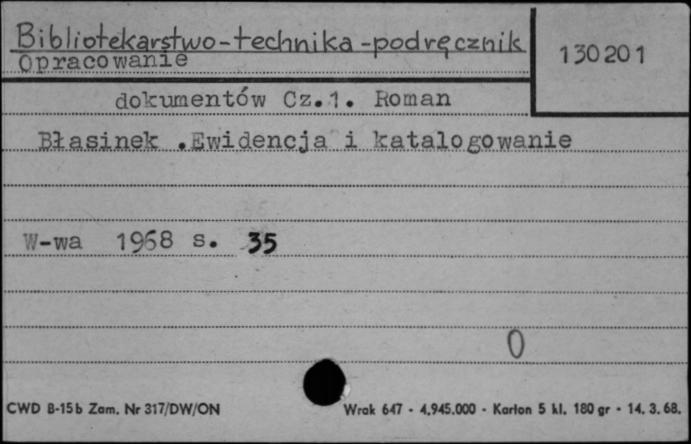 Bibliotekarstwo-technika-podręcznik
130201
Opracowanie
dokumentów Cz.1. Roman
Błasinek .Ewidencja i katalogowanie
W-wa 1968 s. 35
0
CWD B-15b Zam. Nr 317/DW/ON Wrak 647 - 4.945.000 - Karton 5 kl. 180 gr - 14. 3. 68.